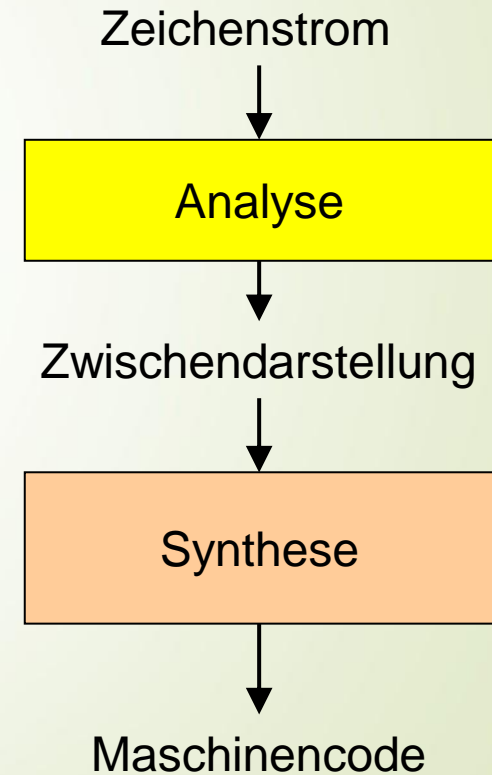 Zeichenstrom
Analyse
Zwischendarstellung
Synthese
Maschinencode